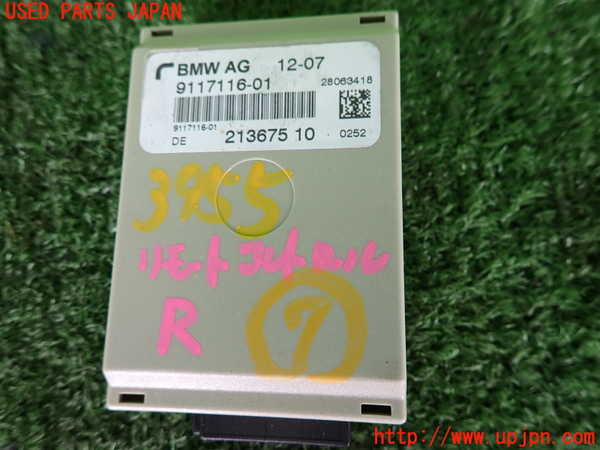 USED PARTS JAPAN
BMW AG 12-07
9117116-01 28063418
9117116-01
DE 213675 10 0252
3955
リモートコントロール
R
7
http://www.upjpn.com/